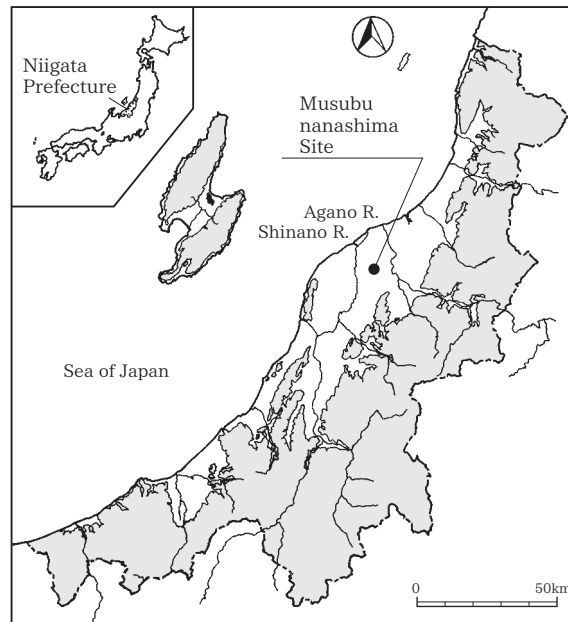 Niigata
Prefecture
Musubu
nanashima
Site
Agano R.
Shinano R.
Sea of Japan
0 50km